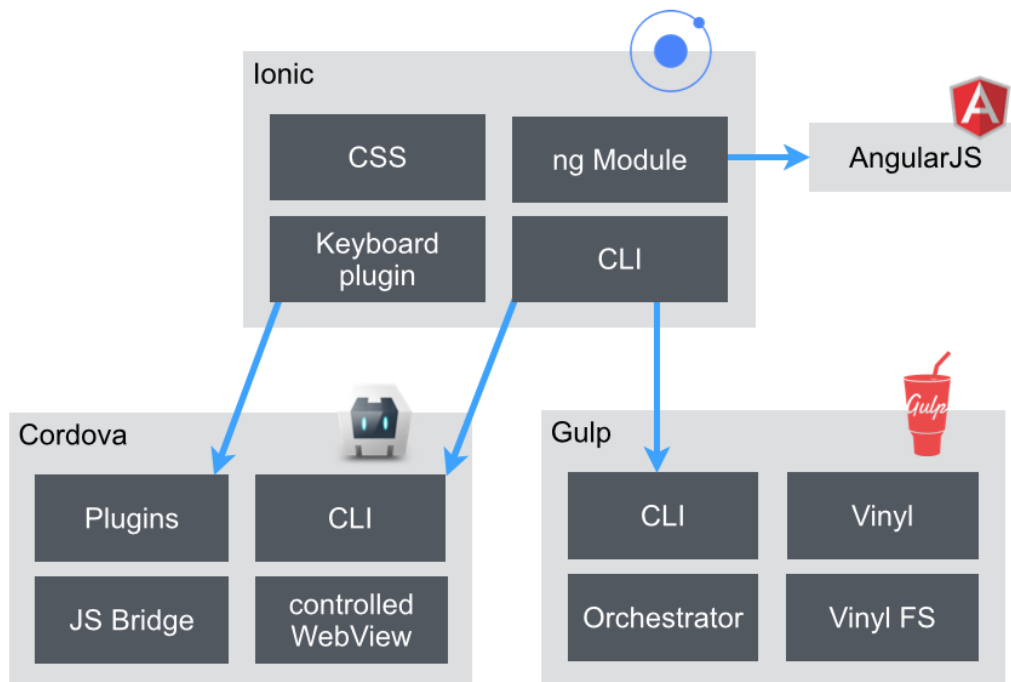 Ionic
CSS
ng Module
AngularJS
Keyboard
plugin
CLI
Cordova
Plugins
CLI
JS Bridge
controlled
WebView
Gulp
Gulp
CLI
Vinyl
Orchestrator
Vinyl FS